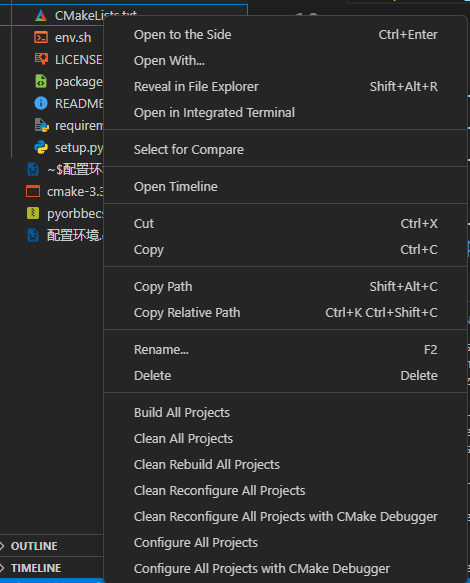 CMakeLists.txt
env.sh
LICENSE
package
README
require
setup.py
~$配置环
cmake-3.3
pyorbbecs
配置环境.
OUTLINE
TIMELINE
Open to the Side Ctrl+Enter
Open With...
Reveal in File Explorer Shift+Alt+R
Open in Integrated Terminal
Select for Compare
Open Timeline
Cut Ctrl+X
Copy Ctrl+C
Copy Path Shift+Alt+C
Copy Relative Path Ctrl+K Ctrl+Shift+C
Rename... F2
Delete Delete
Build All Projects
Clean All Projects
Clean Rebuild All Projects
Clean Reconfigure All Projects
Clean Reconfigure All Projects with CMake Debugger
Configure All Projects
Configure All Projects with CMake Debugger